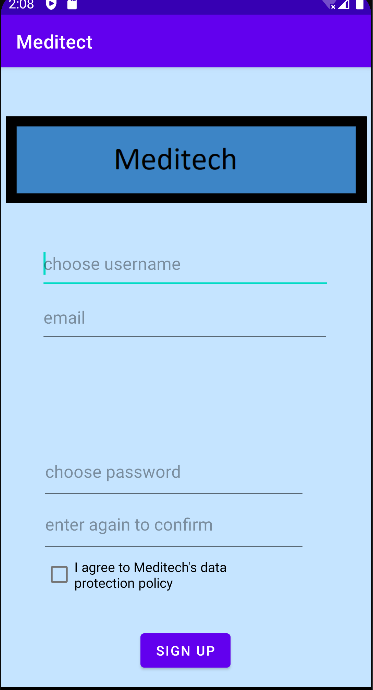 2:08
Meditect
Meditech
choose username
email
choose password
enter again to confirm
I agree to Meditech's data
protection policy
SIGN UP